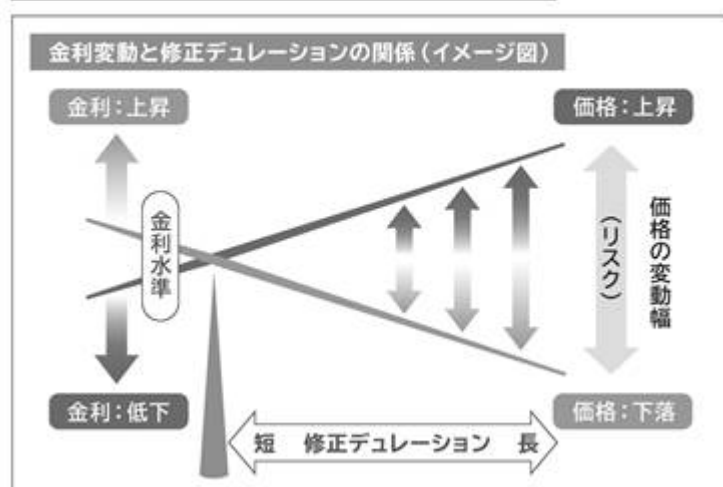 金利変動と修正デュレーションの関係（イメージ図）
金利：上昇
価格：上昇
金利水準
価格の変動幅
（リスク）
金利：低下
価格：下落
短 修正デュレーション 長